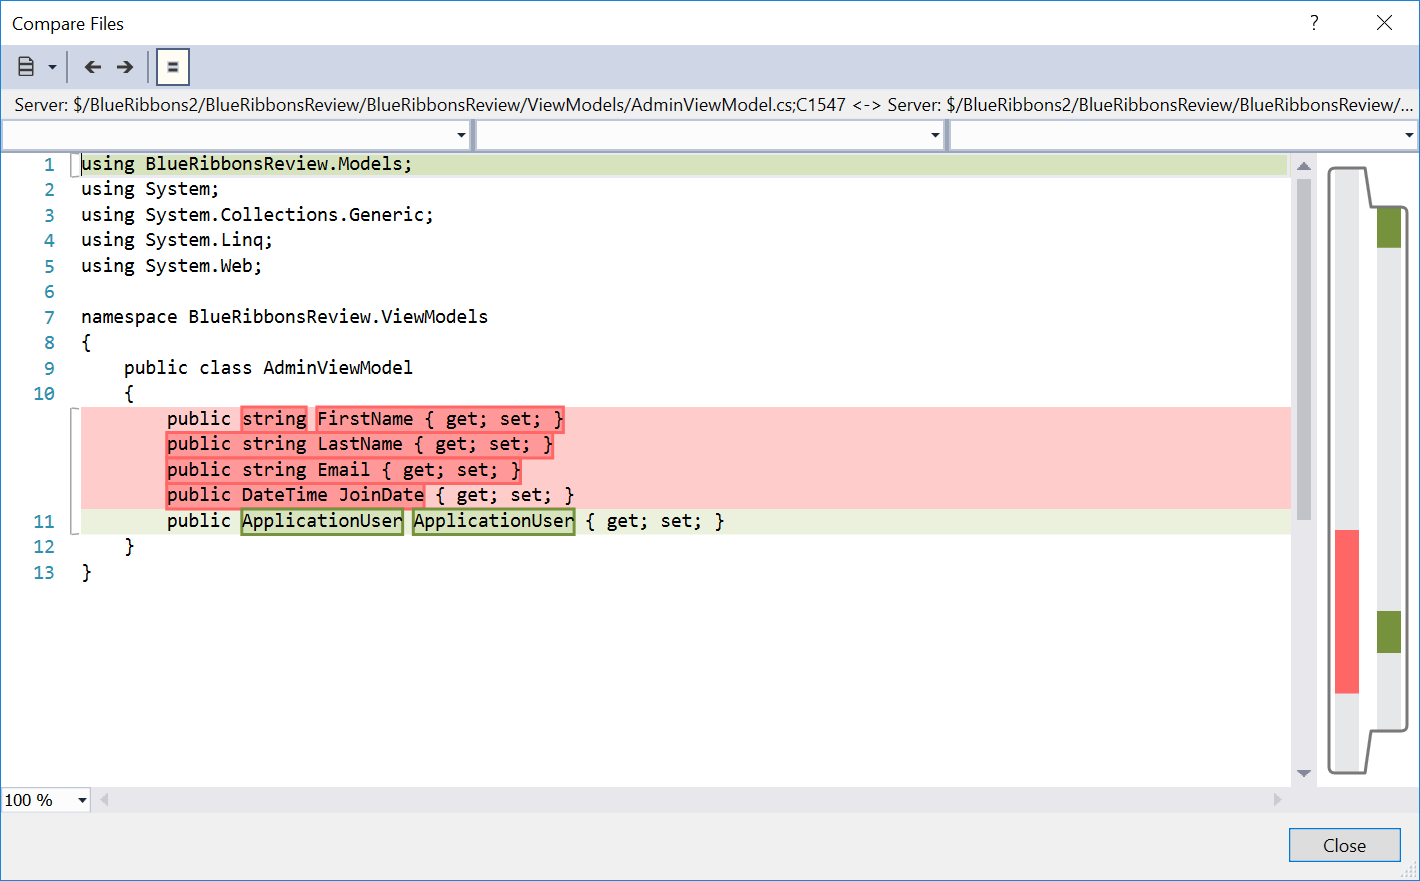 Compare Files
?
Server: $/BlueRibbons2/BlueRibbonsReview/BlueRibbonsReview/ViewModels/AdminViewModel.cs;C1547 <-> Server: $/BlueRibbons2/BlueRibbonsReview/BlueRibbonsReview/...
1 using BlueRibbonsReview.Models;
2 using System;
3 using System.Collections.Generic;
4 using System.Linq;
5 using System.Web;
6
7 namespace BlueRibbonsReview.ViewModels
8 {
9 public class AdminViewModel
10 {
public string FirstName { get; set; }
public string LastName { get; set; }
public string Email { get; set; }
public DateTime JoinDate { get; set; }
11 public ApplicationUser ApplicationUser { get; set; }
12 }
13 }
100 %
Close